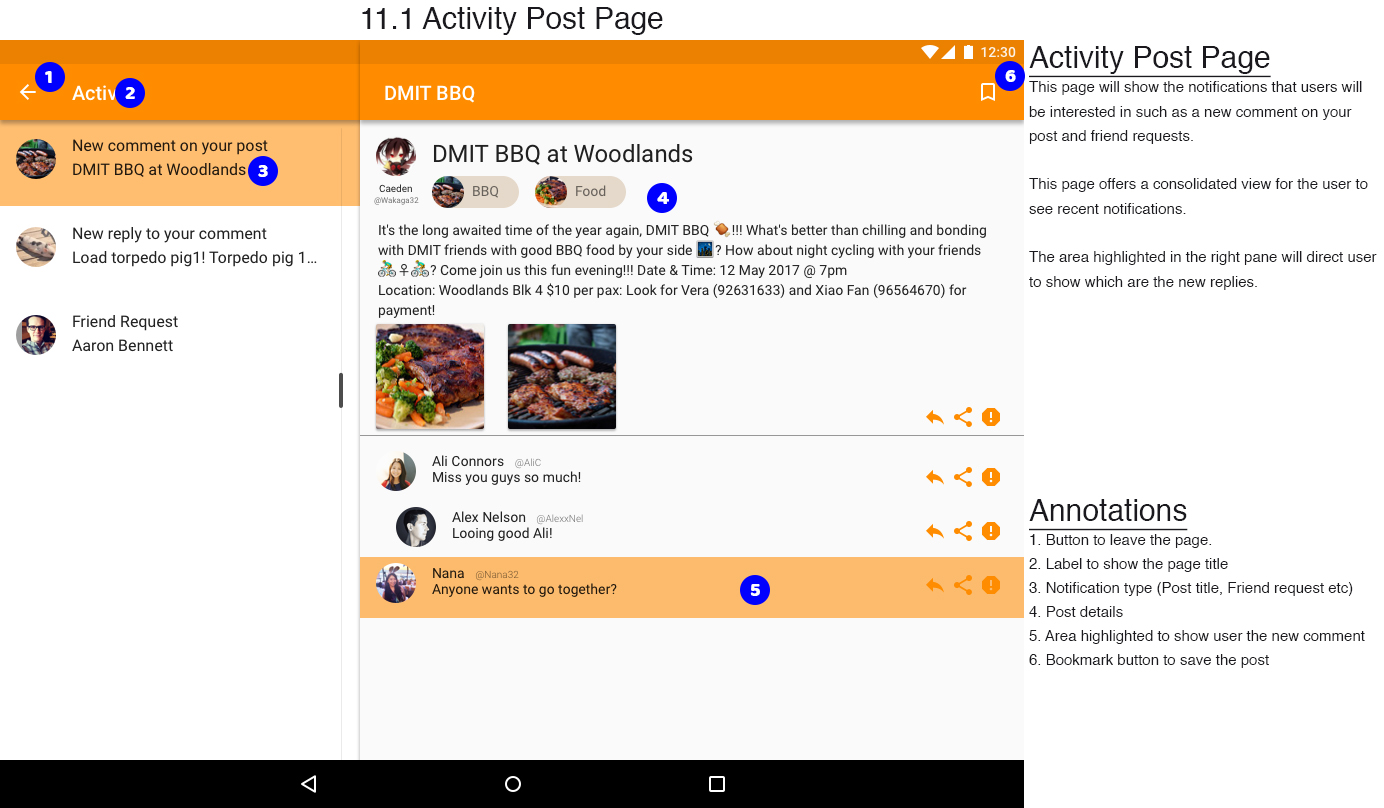 11.1 Activity Post Page
12:30
1
2
Activ
DMIT BBQ
6
New comment on your post
DMIT BBQ at Woodlands
3
New reply to your comment
Load torpedo pig1! Torpedo pig 1...
Friend Request
Aaron Bennett
DMIT BBQ at Woodlands
Caeden
@Wakaga32
BBQ
Food
4
It's the long awaited time of the year again, DMIT BBQ 🍖!!! What's better than chilling and bonding
with DMIT friends with good BBQ food by your side 🌃? How about night cycling with your friends
🚴♀🚴? Come join us this fun evening!!! Date & Time: 12 May 2017 @ 7pm
Location: Woodlands Blk 4 $10 per pax: Look for Vera (92631633) and Xiao Fan (96564670) for
payment!
Ali Connors @AliC
Miss you guys so much!
Alex Nelson @AlexxNel
Looing good Ali!
Nana @Nana32
Anyone wants to go together?
5
Activity Post Page
This page will show the notifications that users will
be interested in such as a new comment on your
post and friend requests.
This page offers a consolidated view for the user to
see recent notifications.
The area highlighted in the right pane will direct user
to show which are the new replies.
Annotations
1. Button to leave the page.
2. Label to show the page title
3. Notification type (Post title, Friend request etc)
4. Post details
5. Area highlighted to show user the new comment
6. Bookmark button to save the post